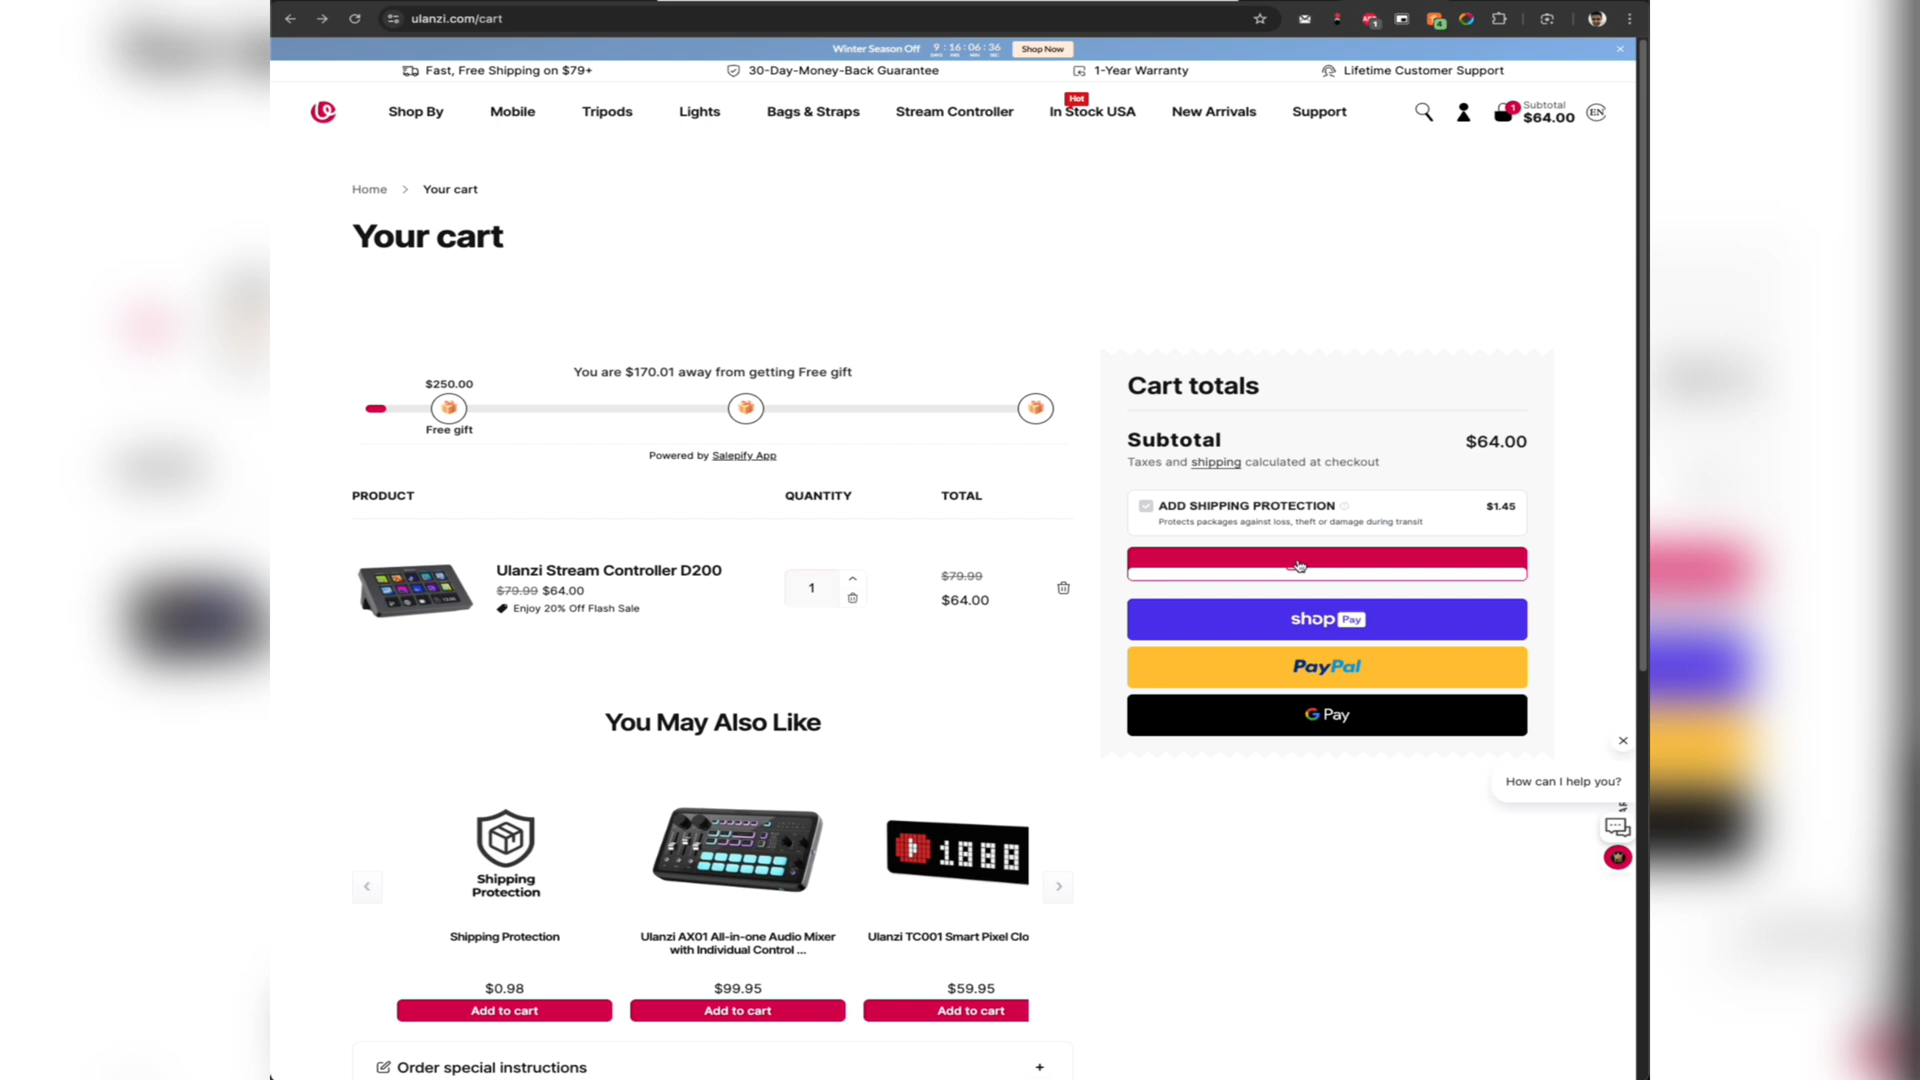 ulanzi.com/cart
Winter Season Off 9 : 16 : 06 : 36 Shop Now
Fast, Free Shipping on $79+ 30-Day-Money-Back Guarantee 1-Year Warranty Lifetime Customer Support
Hot
Shop By Mobile Tripods Lights Bags & Straps Stream Controller In Stock USA New Arrivals Support 1 Subtotal EN
$64.00
Home > Your cart
Your cart
You are $170.01 away from getting Free gift
$250.00
Free gift
Powered by Salepify App
PRODUCT QUANTITY TOTAL
Ulanzi Stream Controller D200
$79.99 $64.00
Enjoy 20% Off Flash Sale
1
$79.99
$64.00
Cart totals
Subtotal $64.00
Taxes and shipping calculated at checkout
ADD SHIPPING PROTECTION $1.45
Protects packages against loss, theft or damage during transit
shop Pay
PayPal
G Pay
How can I help you?
You May Also Like
Shipping
Protection
1000
Shipping Protection
Ulanzi AX01 All-in-one Audio Mixer
with Individual Control ...
Ulanzi TC001 Smart Pixel Clo
$0.98 $99.95 $59.95
Add to cart Add to cart Add to cart
Order special instructions +